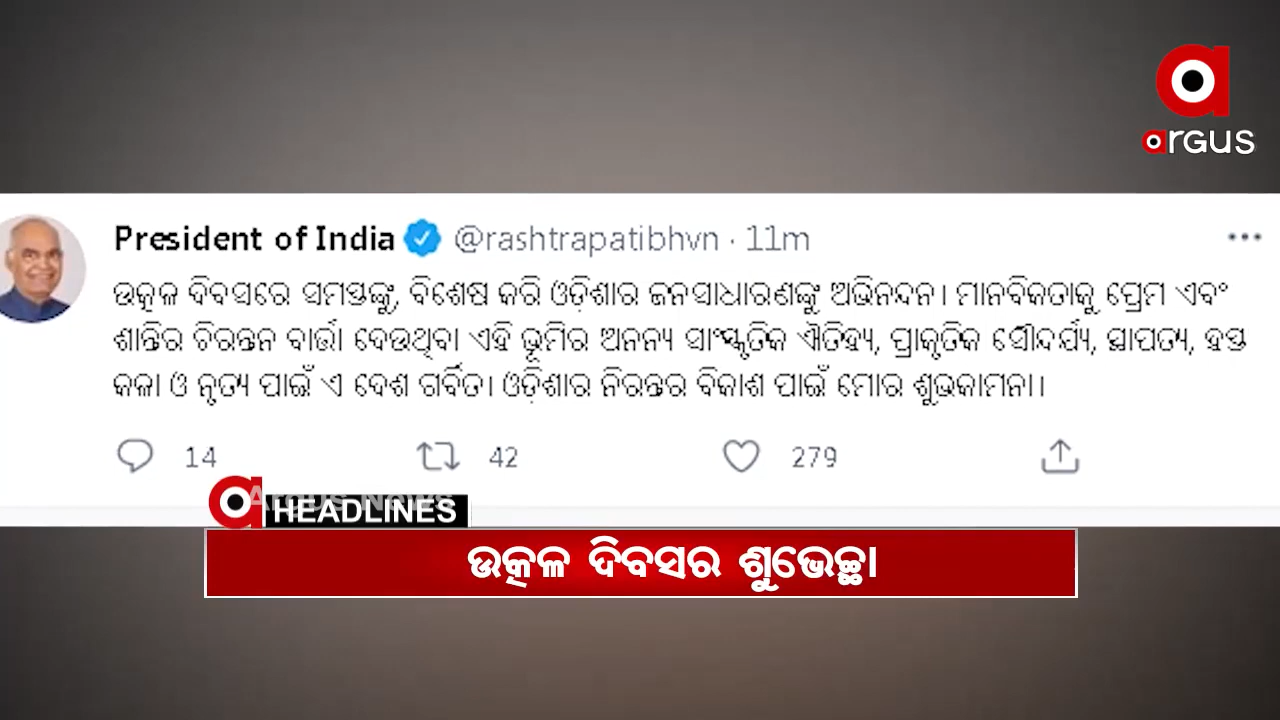 argus
President of India @rashtrapatibhvn · 11m
ଉତ୍କଳ ଦିବସରେ ସମସ୍ତଙ୍କୁ, ବିଶେଷ କରି ଓଡ଼ିଶାର ଜନସାଧାରଣଙ୍କୁ ଅଭିନନ୍ଦନ। ମାନବିକତାକୁ ପ୍ରେମ ଏବଂ
ଶାନ୍ତିର ଚିରନ୍ତନ ବାର୍ତ୍ତା ଦେଉଥିବା ଏହି ଭୂମିର ଅନନ୍ୟ ସାଂସ୍କୃତିକ ଐତିହ୍ୟ, ପ୍ରାକୃତିକ ସୌନ୍ଦର୍ଯ୍ୟ, ସ୍ଥାପତ୍ୟ, ହସ୍ତ
କଳା ଓ ନୃତ୍ୟ ପାଇଁ ଏ ଦେଶ ଗର୍ବିତ। ଓଡ଼ିଶାର ନିରନ୍ତର ବିକାଶ ପାଇଁ ମୋର ଶୁଭକାମନା।
14 42 279
Argus News
HEADLINES
ଉତ୍କଳ ଦିବସର ଶୁଭେଚ୍ଛା